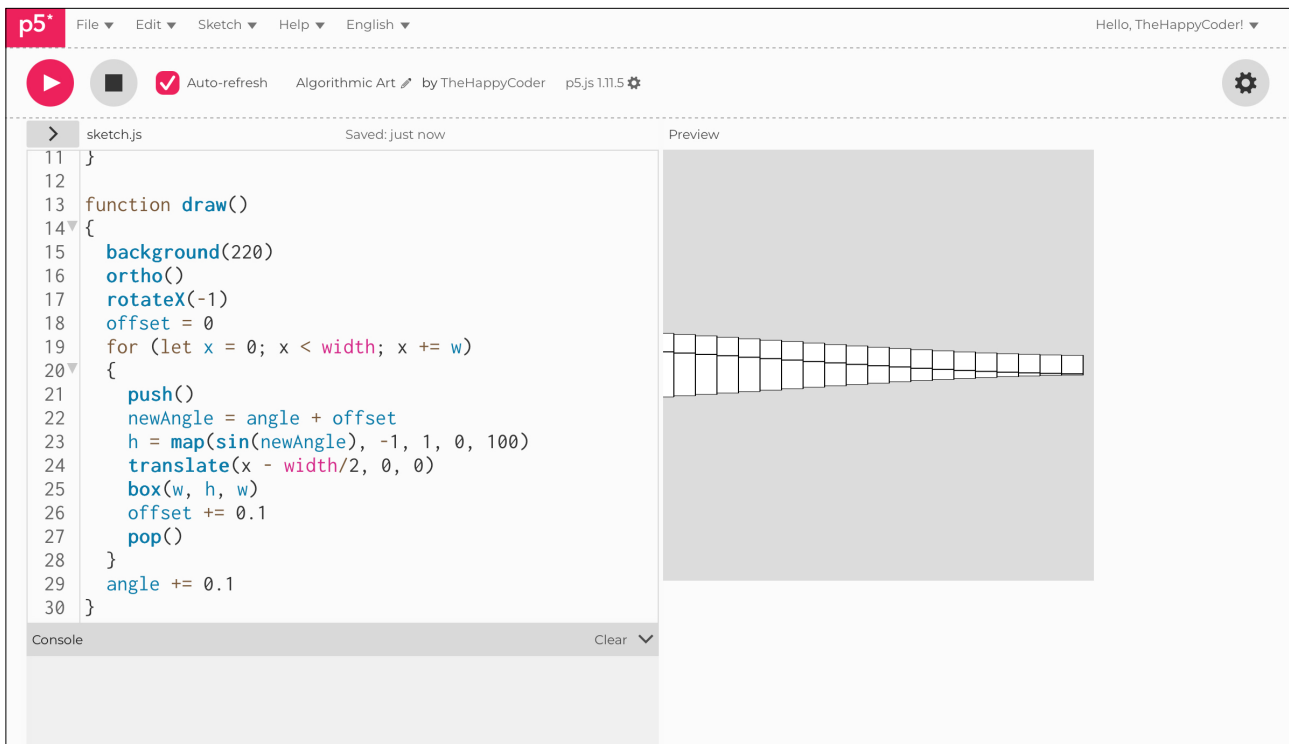 p5* File Edit Sketch Help English Hello, TheHappyCoder!
Auto-refresh Algorithmic Art by TheHappyCoder p5.js 1.11.5
sketch.js Saved: just now Preview
11 }
12
13 function draw()
14 {
15   background(220)
16   ortho()
17   rotateX(-1)
18   offset = 0
19   for (let x = 0; x < width; x += w)
20   {
21     push()
22     newAngle = angle + offset
23     h = map(sin(newAngle), -1, 1, 0, 100)
24     translate(x - width/2, 0, 0)
25     box(w, h, w)
26     offset += 0.1
27     pop()
28   }
29   angle += 0.1
30 }
Console Clear